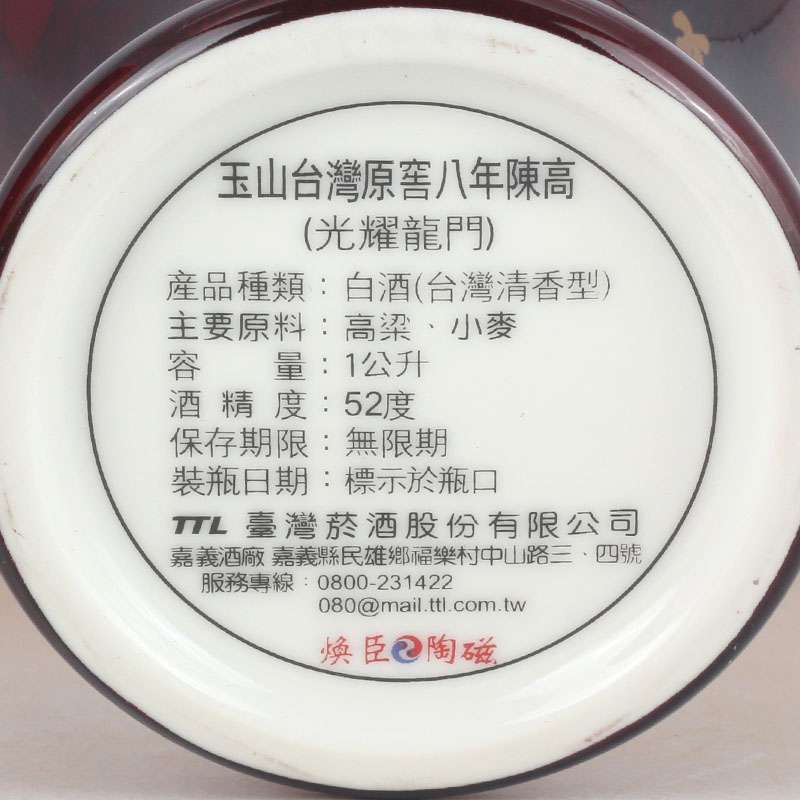 玉山台灣原窖八年陳高
(光耀龍門)
產品種類：白酒(台灣清香型)
主要原料：高粱、小麥
容量：1公升
酒精度：52度
保存期限：無限期
裝瓶日期：標示於瓶口
TTL 臺灣菸酒股份有限公司
嘉義酒廠 嘉義縣民雄鄉福樂村中山路三、四號
服務專線：0800-231422
080@mail.ttl.com.tw
煥臣陶磁